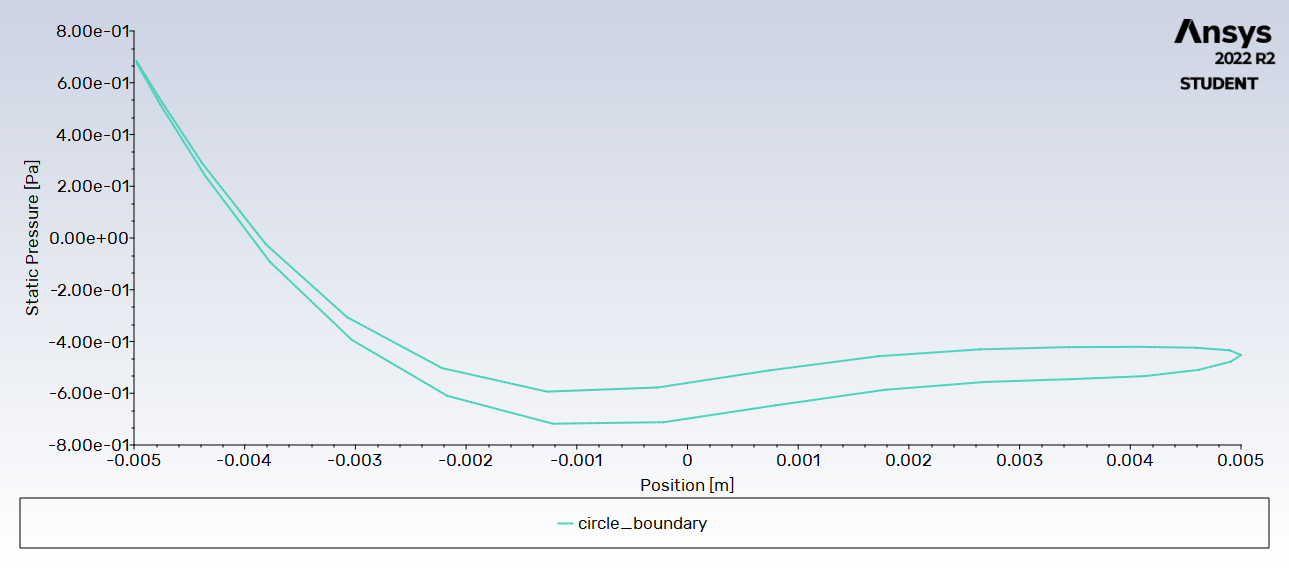 Ansys
2022 R2
STUDENT
Static Pressure [Pa]
8.00e-01
6.00e-01
4.00e-01
2.00e-01
0.00e+00
-2.00e-01
-4.00e-01
-6.00e-01
-8.00e-01
-0.005 -0.004 -0.003 -0.002 -0.001 0 0.001 0.002 0.003 0.004 0.005
Position [m]
circle_boundary